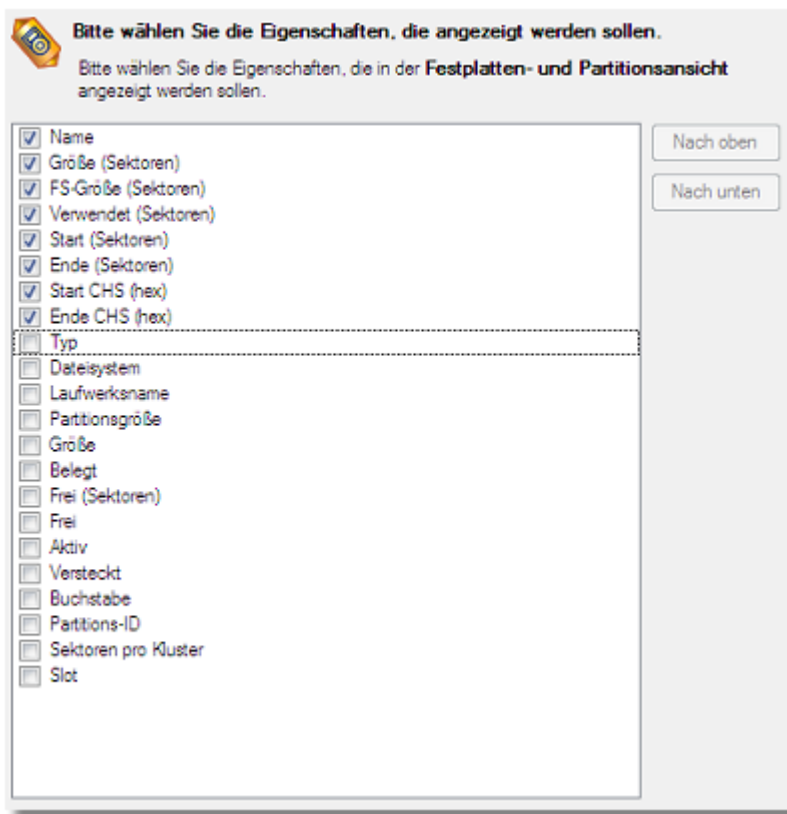 Bitte wählen Sie die Eigenschaften, die angezeigt werden sollen.
Bitte wählen Sie die Eigenschaften, die in der Festplatten- und Partitionsansicht
angezeigt werden sollen.
Name
Nach oben
Größe (Sektoren)
FS-Größe (Sektoren)
Nach unten
Verwendet (Sektoren)
Start (Sektoren)
Ende (Sektoren)
Start CHS (hex)
Ende CHS (hex)
Typ
Dateisystem
Laufwerksname
Partitionsgröße
Größe
Belegt
Frei (Sektoren)
Frei
Aktiv
Versteckt
Buchstabe
Partitions-ID
Sektoren pro Kluster
Slot